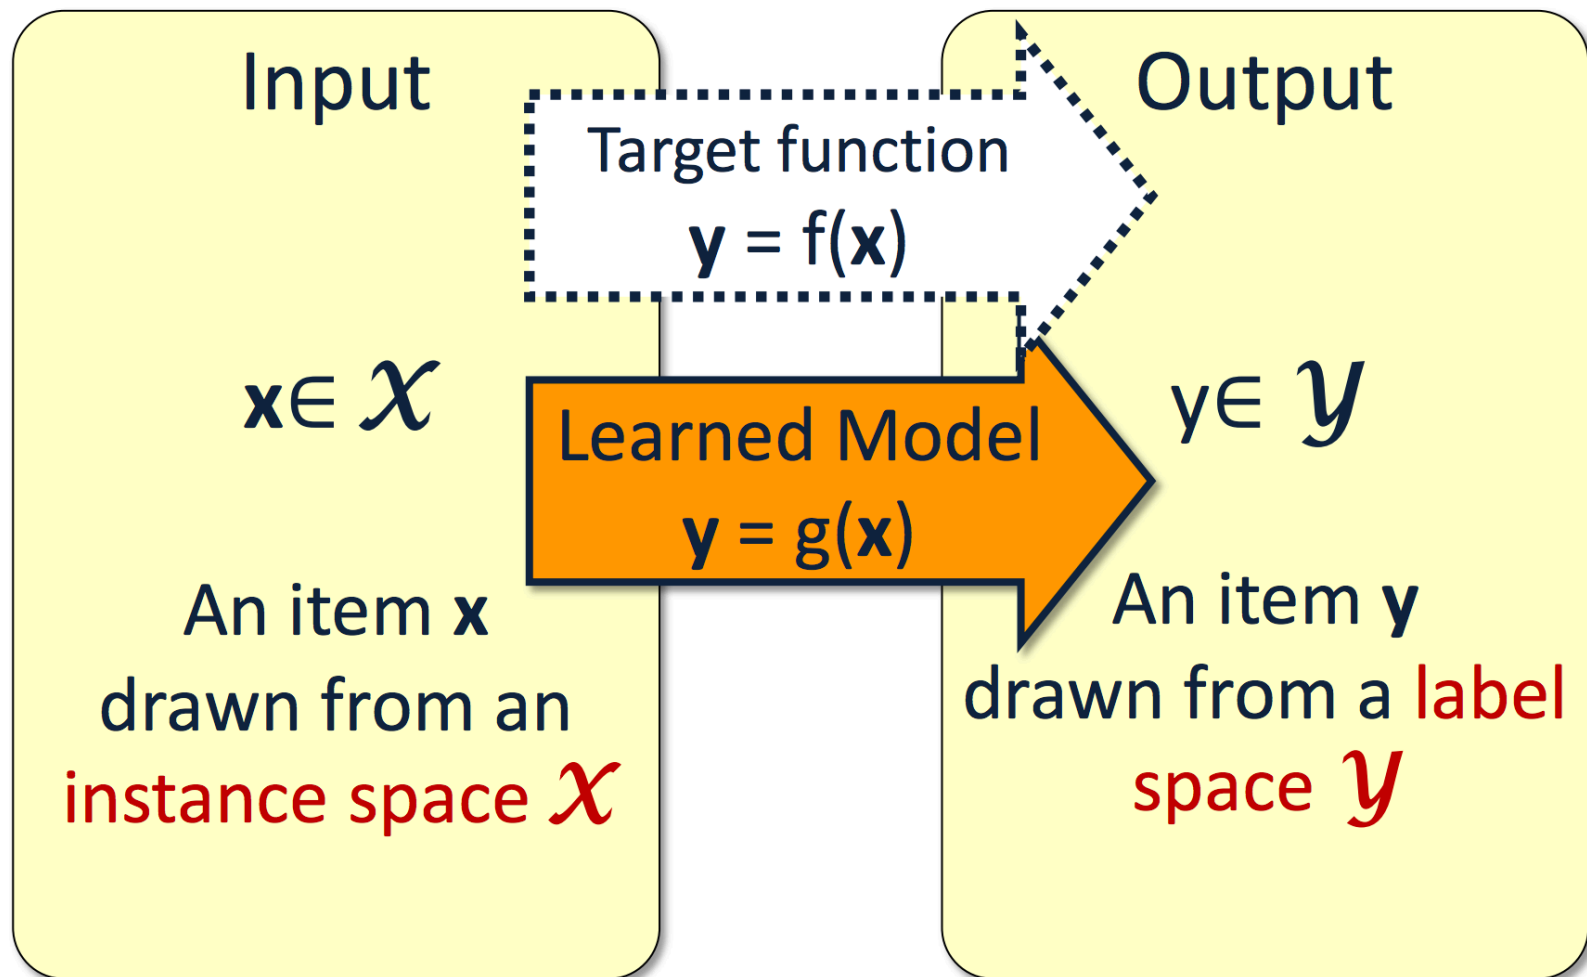 Input
Target function
y = f(x)
Output
x∈ 𝒳
Learned Model
y = g(x)
y∈ 𝒴
An item x
drawn from an
instance space 𝒳
An item y
drawn from a label
space 𝒴